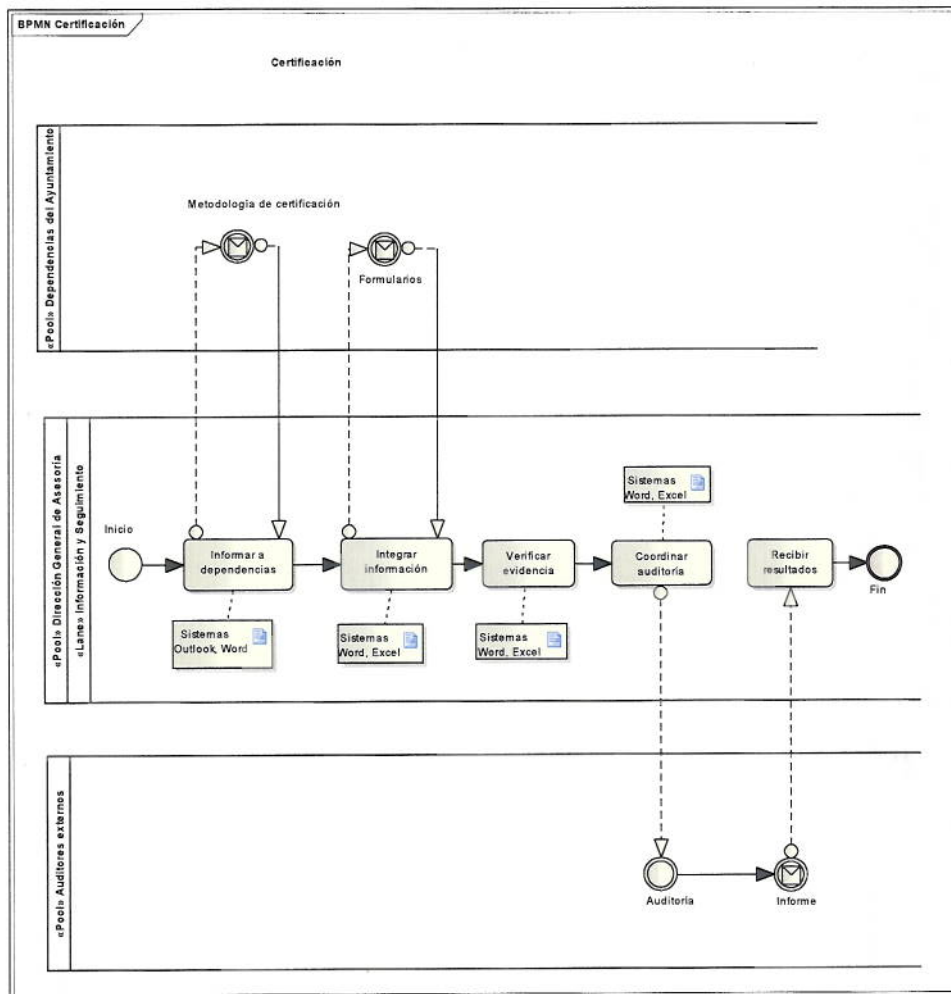 BPMN Certificación
Certificación
«Pool» Dependencias del Ayuntamiento
Metodología de certificación
Formularios
«Pool» Dirección General de Asesoría
«Lane» Información y Seguimiento
Inicio
Informar a
dependencias
Sistemas
Outlook, Word
Integrar
información
Sistemas
Word, Excel
Verificar
evidencia
Sistemas
Word, Excel
Sistemas
Word, Excel
Coordinar
auditoría
Recibir
resultados
Fin
«Pool» Auditores externos
Auditoría
Informe